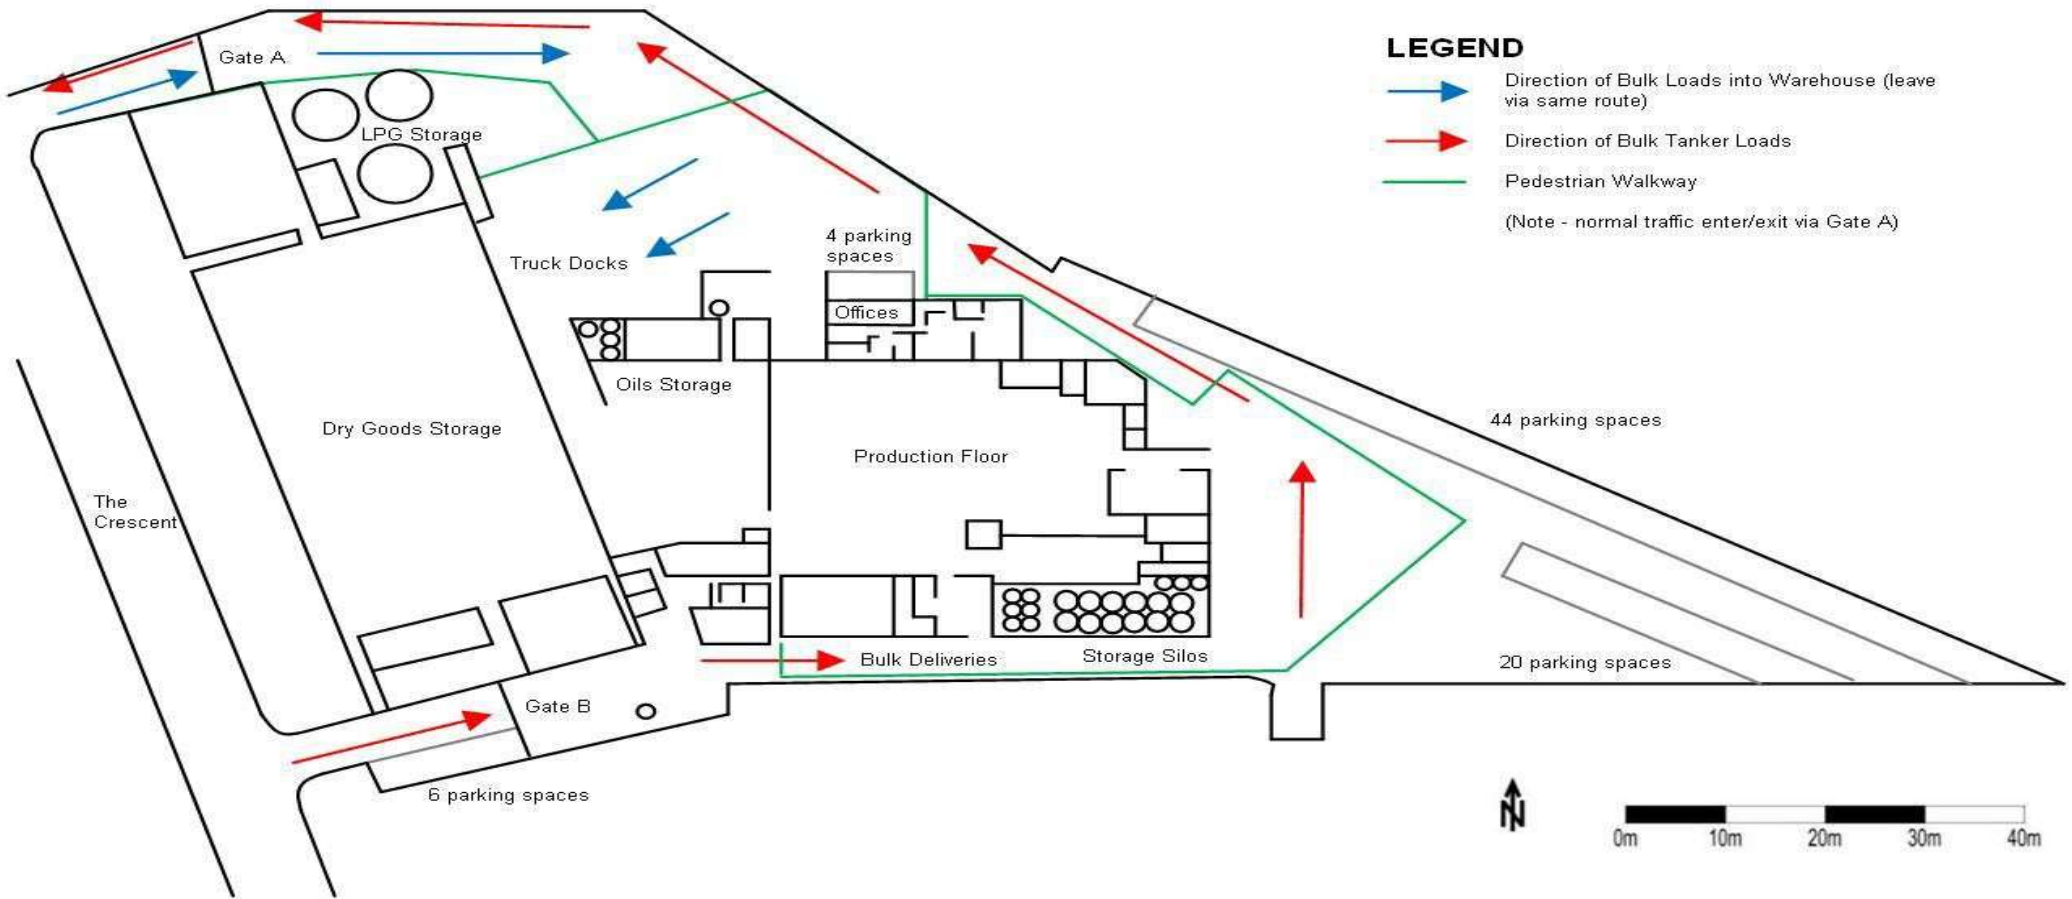 LEGEND
Direction of Bulk Loads into Warehouse (leave
via same route)
Direction of Bulk Tanker Loads
Pedestrian Walkway
(Note - normal traffic enter/exit via Gate A)
Gate A
LPG Storage
4 parking
spaces
Truck Docks
Offices
Oils Storage
Dry Goods Storage
44 parking spaces
Production Floor
The
Crescent
Bulk Deliveries
Storage Silos
20 parking spaces
Gate B
6 parking spaces
N
0m 10m 20m 30m 40m